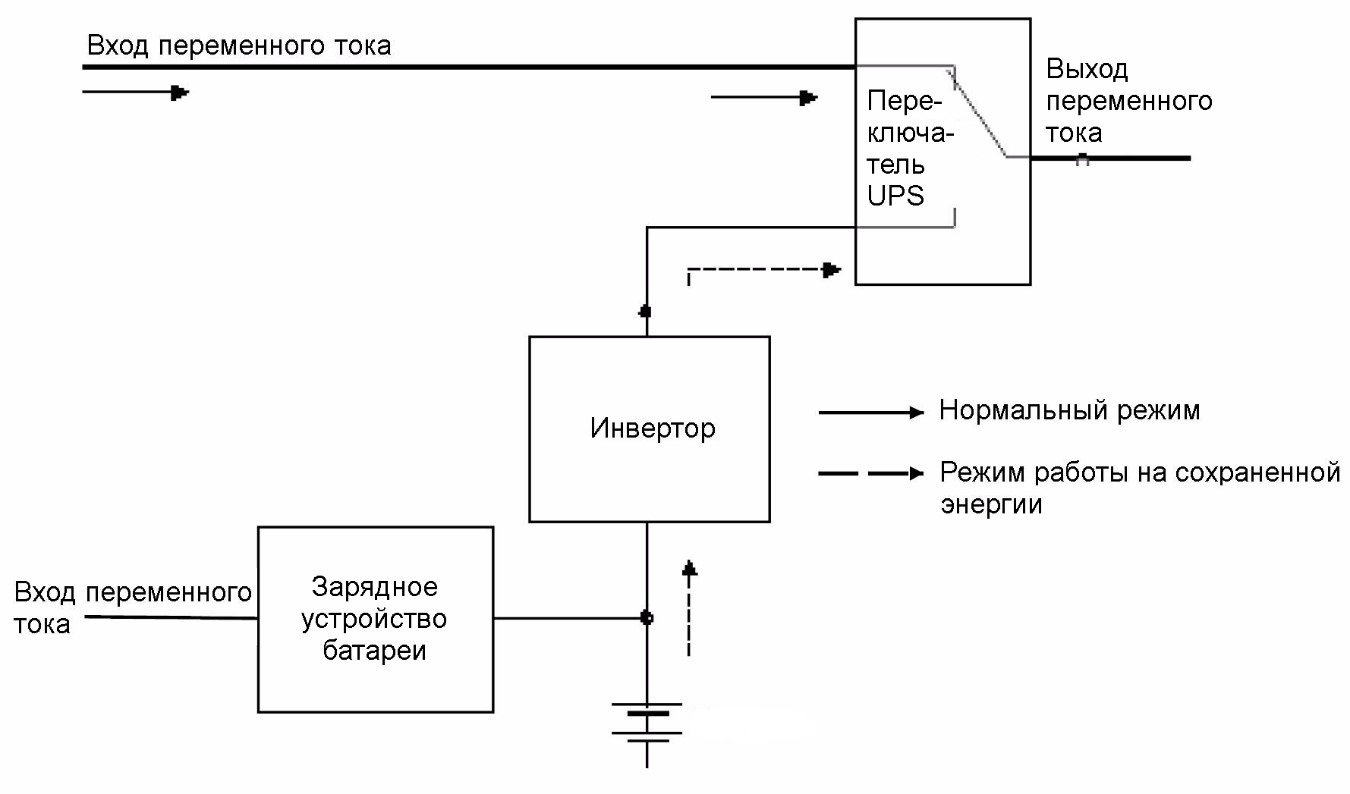 Вход переменного тока
Выход
переменного
тока
Пере-
ключа-
тель
UPS
Инвертор
Нормальный режим
Режим работы на сохраненной
энергии
Вход переменного
тока
Зарядное
устройство
батареи